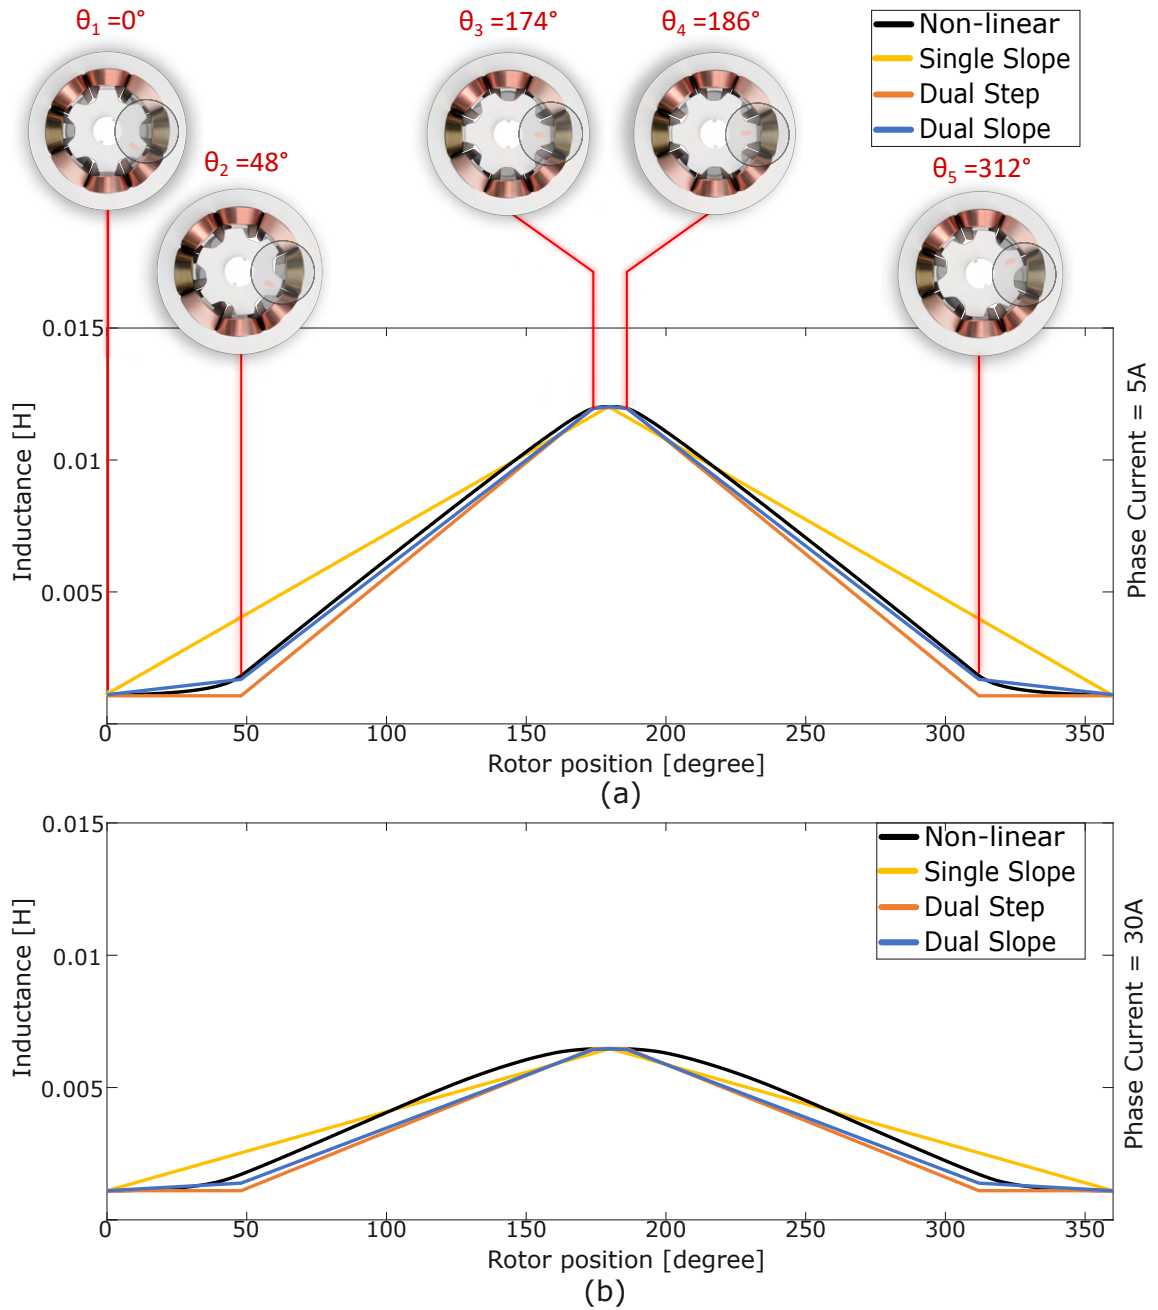 θ1 =0°
θ3 =174°
θ4 =186°
Non-linear
Single Slope
Dual Step
Dual Slope
θ2 =48°
θ5 =312°
0.015
0.01
0.005
0
Inductance [H]
Phase Current = 5A
0
50
100
150
200
250
300
350
Rotor position [degree]
(a)
0.015
0.01
0.005
0
Inductance [H]
Phase Current = 30A
Non-linear
Single Slope
Dual Step
Dual Slope
0
50
100
150
200
250
300
350
Rotor position [degree]
(b)